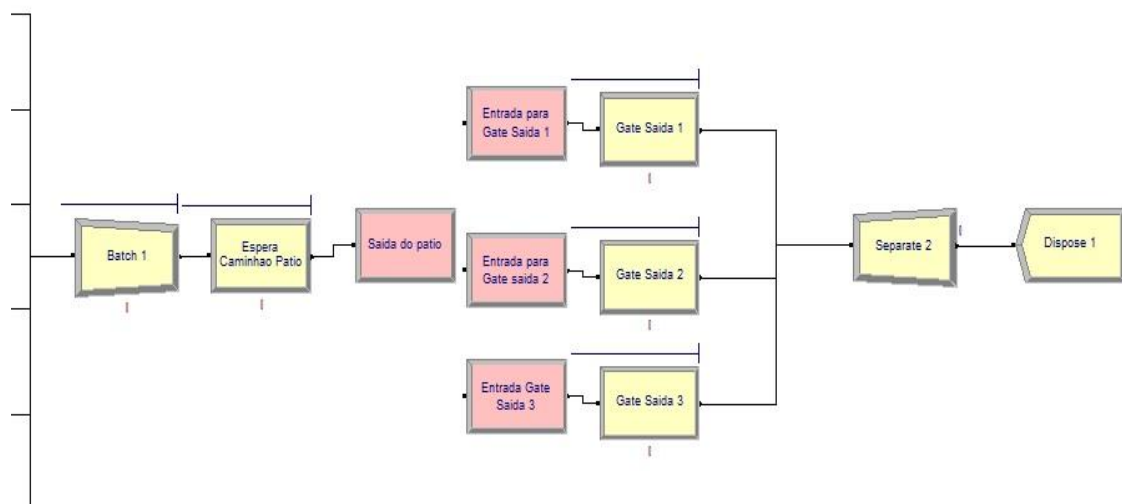 Entrada para
Gate Saida 1
Gate Saida 1
Batch 1
Espera
Caminhao Patio
Saida do patio
Entrada para
Gate saida 2
Gate Saida 2
Separate 2
Dispose 1
Entrada Gate
Saida 3
Gate Saida 3